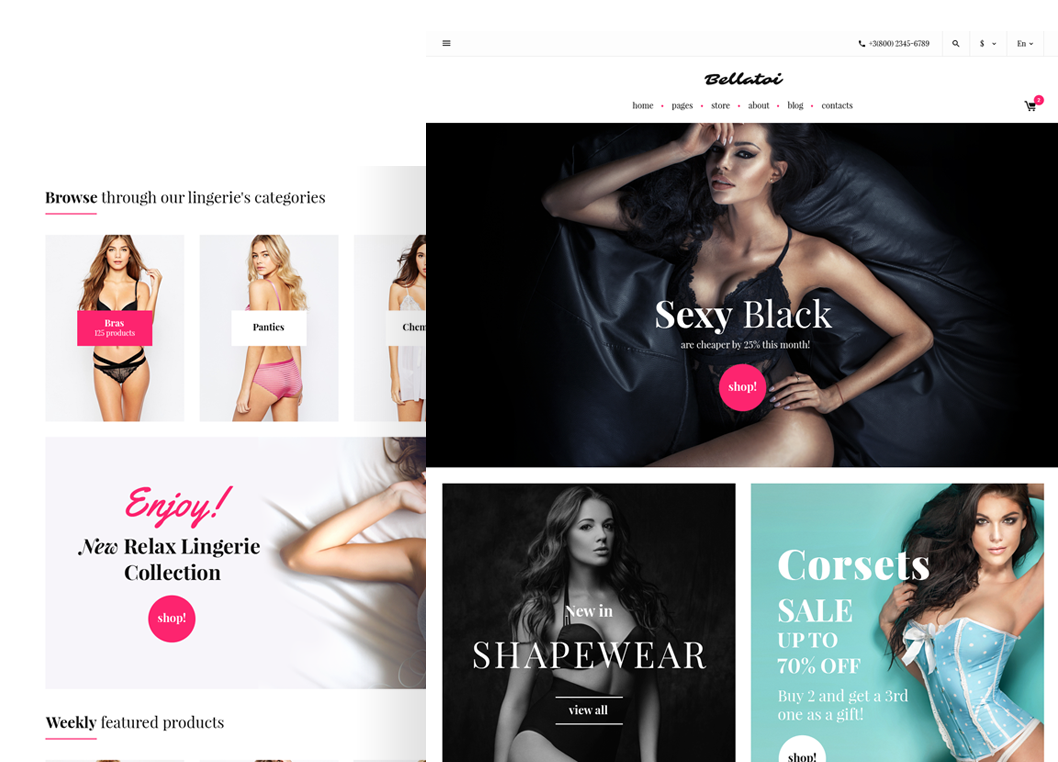 Browse through our lingerie's categories
Bras
125 products
Panties
Chem
Enjoy!
New Relax Lingerie
Collection
shop!
Weekly featured products
+3(800) 2345-6789
$
En
Bellatoi
home • pages • store • about • blog • contacts
3
Sexy Black
are cheaper by 25% this month!
shop!
New in
SHAPEWEAR
view all
Corsets
SALE
UP TO
70% OFF
Buy 2 and get a 3rd
one as a gift!
shop!